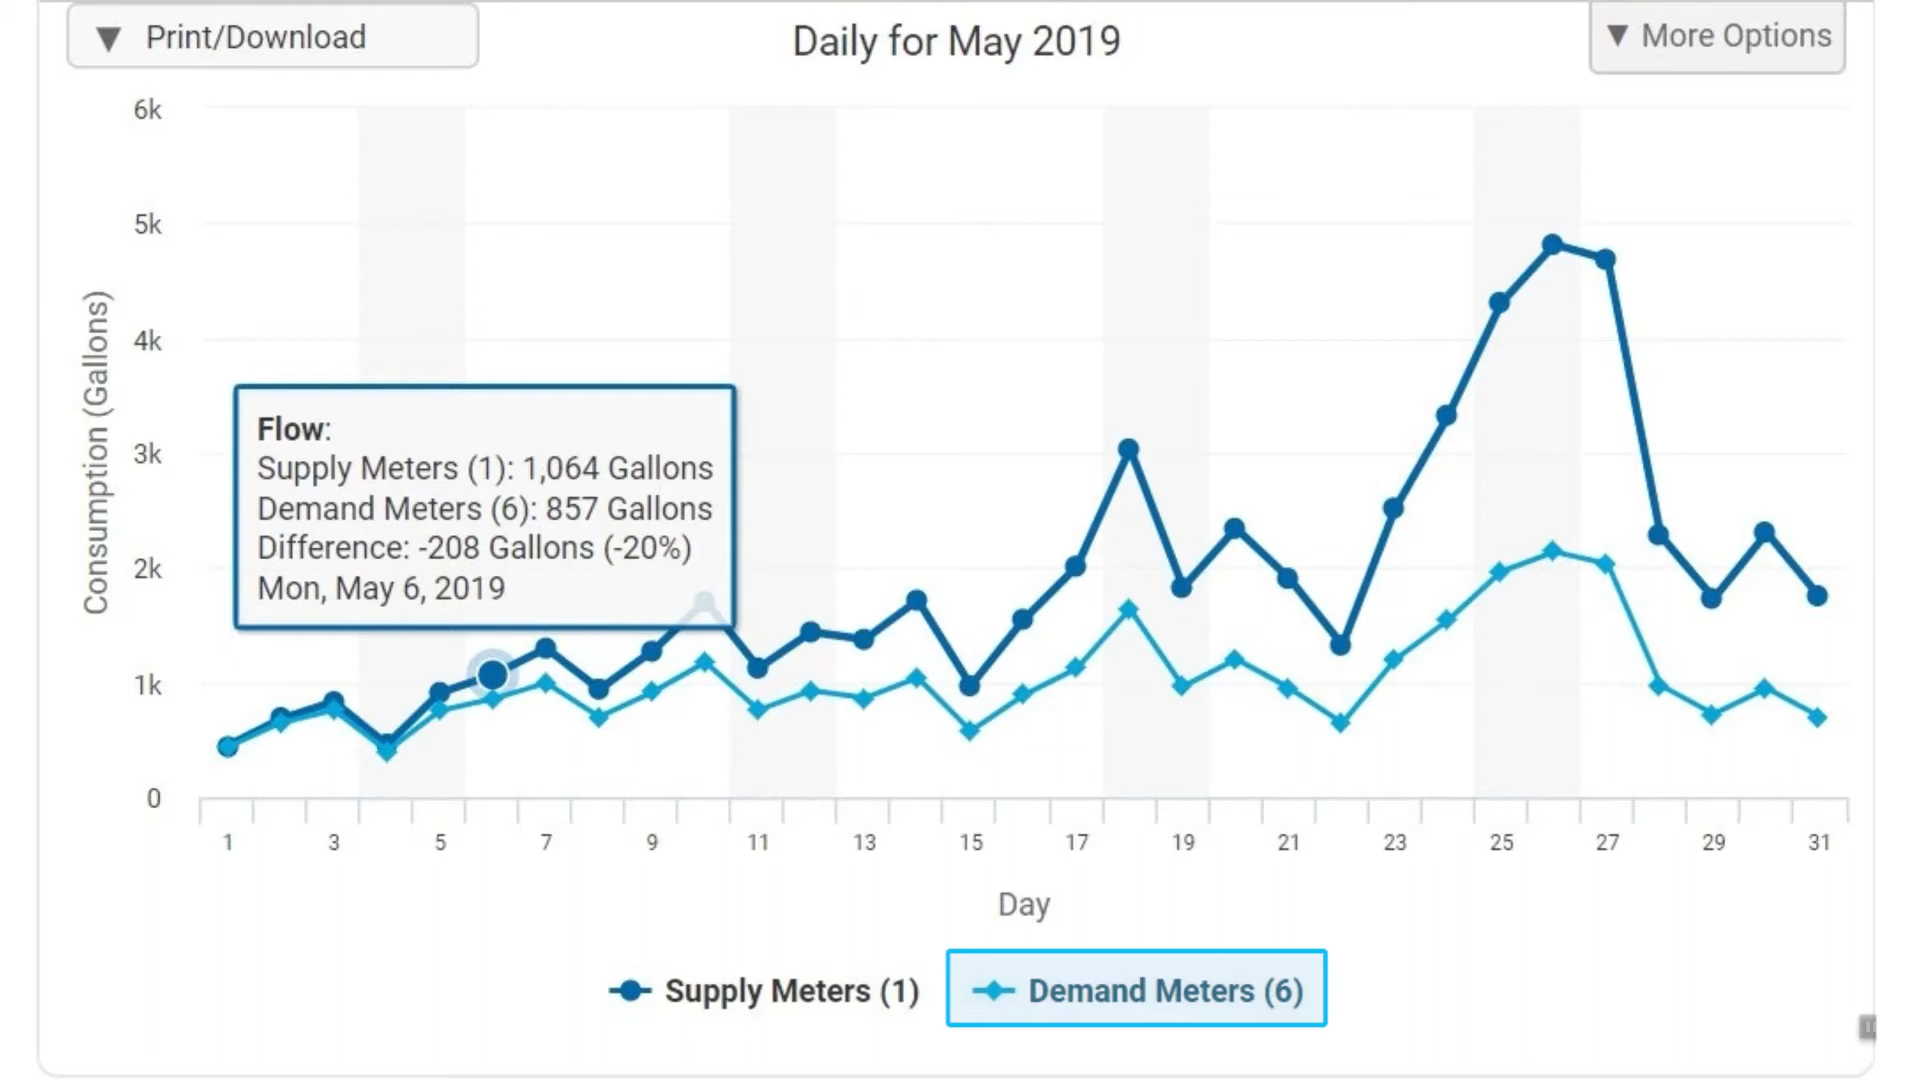 ▼ Print/Download
Daily for May 2019
▼ More Options
6k
5k
4k
3k
2k
1k
0
Consumption (Gallons)
Flow:
Supply Meters (1): 1,064 Gallons
Demand Meters (6): 857 Gallons
Difference: -208 Gallons (-20%)
Mon, May 6, 2019
1 3 5 7 9 11 13 15 17 19 21 23 25 27 29 31
Day
Supply Meters (1) Demand Meters (6)